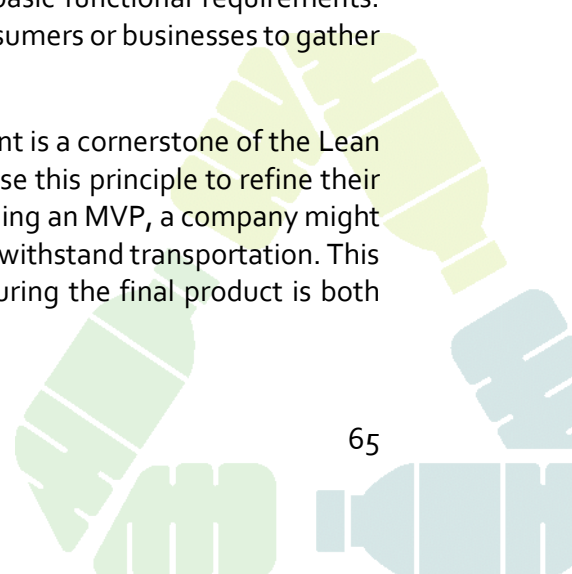 basic functional requirements.
sumers or businesses to gather
nt is a cornerstone of the Lean
se this principle to refine their
ing an MVP, a company might
withstand transportation. This
uring the final product is both
65